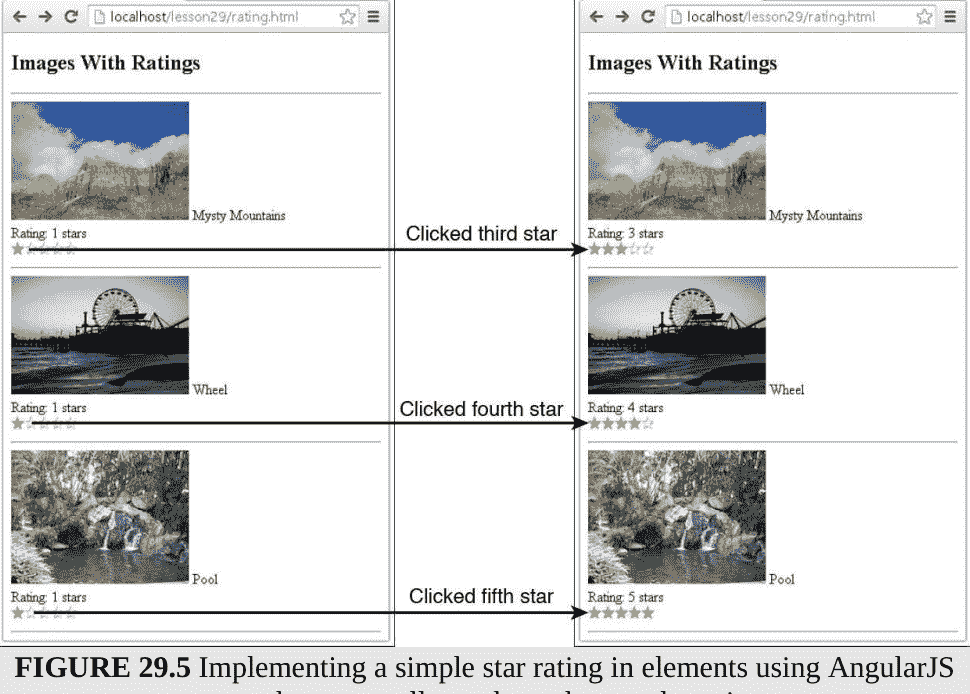 localhost/lesson29/rating.html
Images With Ratings
Mysty Mountains
Rating: 1 stars
Wheel
Rating: 1 stars
Pool
Rating: 1 stars
Clicked third star
Clicked fourth star
Clicked fifth star
localhost/lesson29/rating.html
Images With Ratings
Mysty Mountains
Rating: 3 stars
Wheel
Rating: 4 stars
Pool
Rating: 5 stars
FIGURE 29.5 Implementing a simple star rating in elements using AngularJS